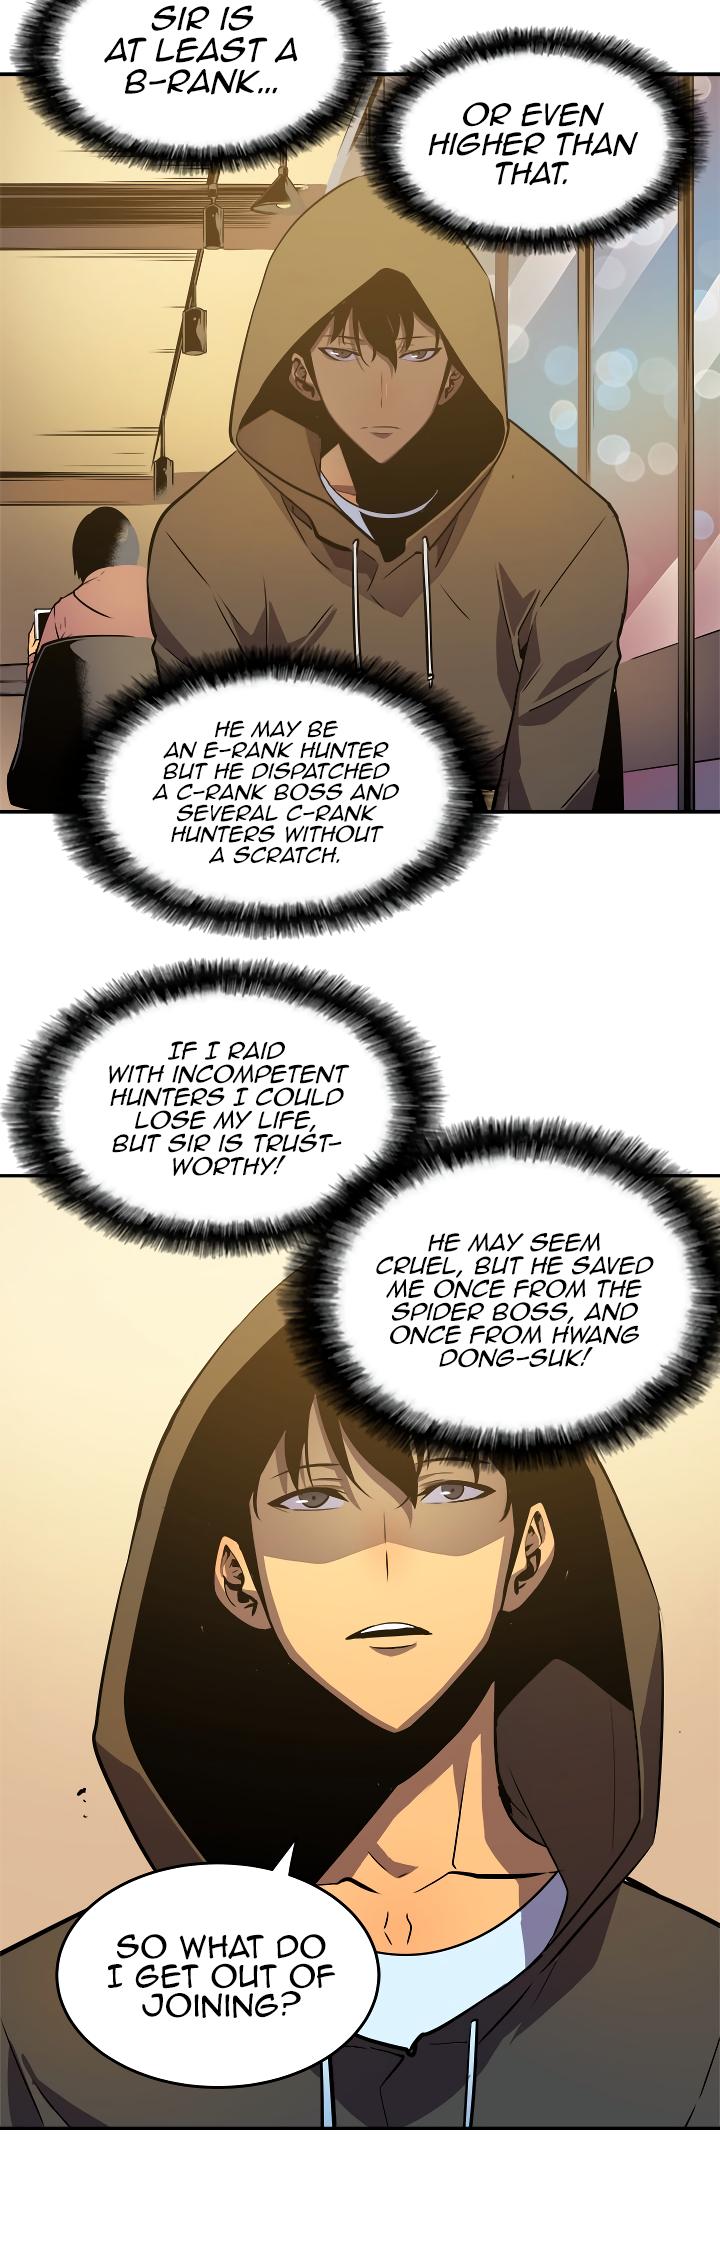 SIR IS
AT LEAST A
B-RANK...
OR EVEN
HIGHER THAN
THAT.
HE MAY BE
AN E-RANK HUNTER
BUT HE DISPATCHED
A C-RANK BOSS AND
SEVERAL C-RANK
HUNTERS WITHOUT
A SCRATCH.
IF I RAID
WITH INCOMPETENT
HUNTERS I COULD
LOSE MY LIFE,
BUT SIR IS TRUST-
WORTHY!
HE MAY SEEM
CRUEL, BUT HE SAVED
ME ONCE FROM THE
SPIDER BOSS, AND
ONCE FROM HWANG
DONG-SUK!
SO WHAT DO
I GET OUT OF
JOINING?